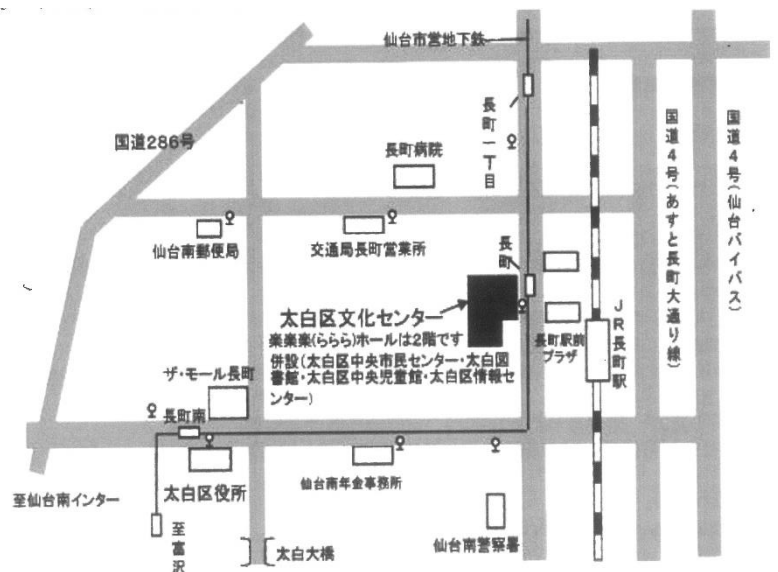 仙台市営地下鉄
長町一丁目
国道286号
長町病院
国道4号(あすと長町大通り線)
国道4号(仙台バイパス)
仙台南郵便局
交通局長町営業所
長町
太白区文化センター
楽楽楽(ららら)ホールは2階です
併設(太白区中央市民センター・太白図
書館・太白区中央児童館・太白区情報セ
ンター)
長町駅前
プラザ
JR長町駅
ザ・モール長町
長町南
太白区役所
仙台南年金事務所
至仙台南インター
至富沢
太白大橋
仙台南警察署